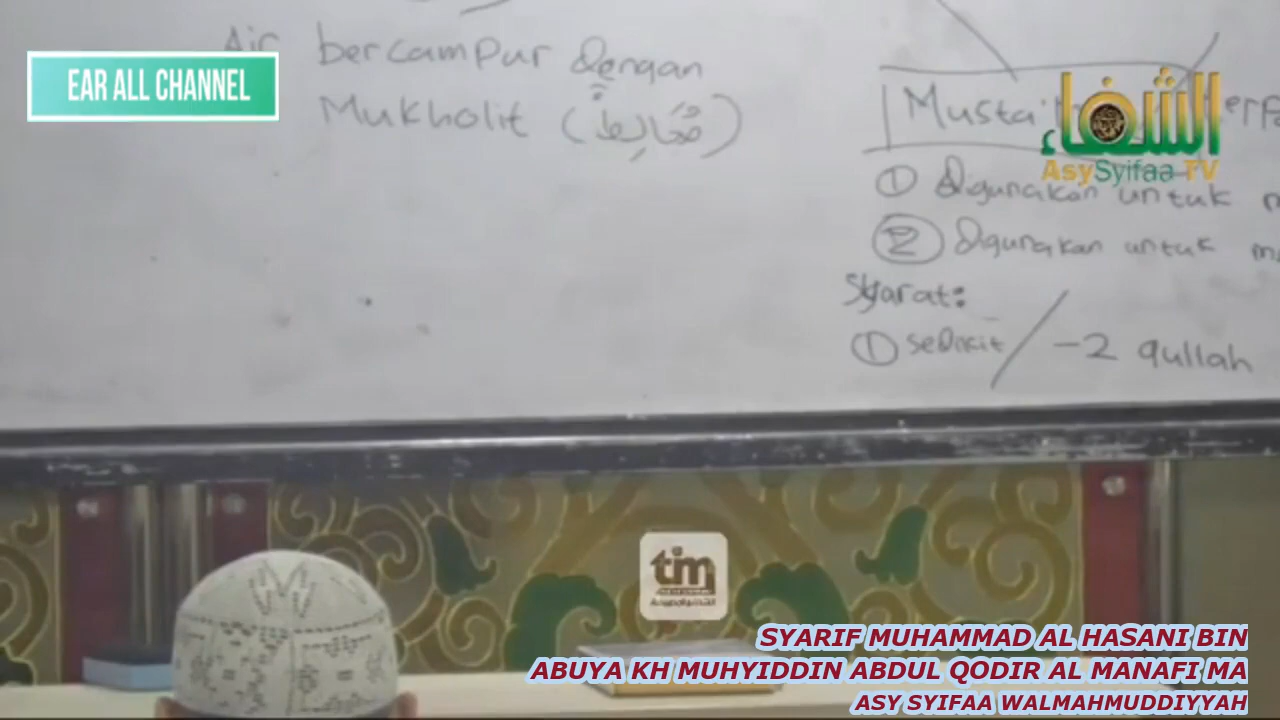 EAR ALL CHANNEL
Air bercampur dengan
Mukholit (مُخَالِطٌ)
Musta'
الشفاء
AsySyifaa TV
① digunakan untuk
② digunakan untuk
Syarat:
① sedikit / -2 qullah
tim
SYARIF MUHAMMAD AL HASANI BIN
ABUYA KH MUHYIDDIN ABDUL QODIR AL MANAFI MA
ASY SYIFAA WALMAHMUDDIYYAH